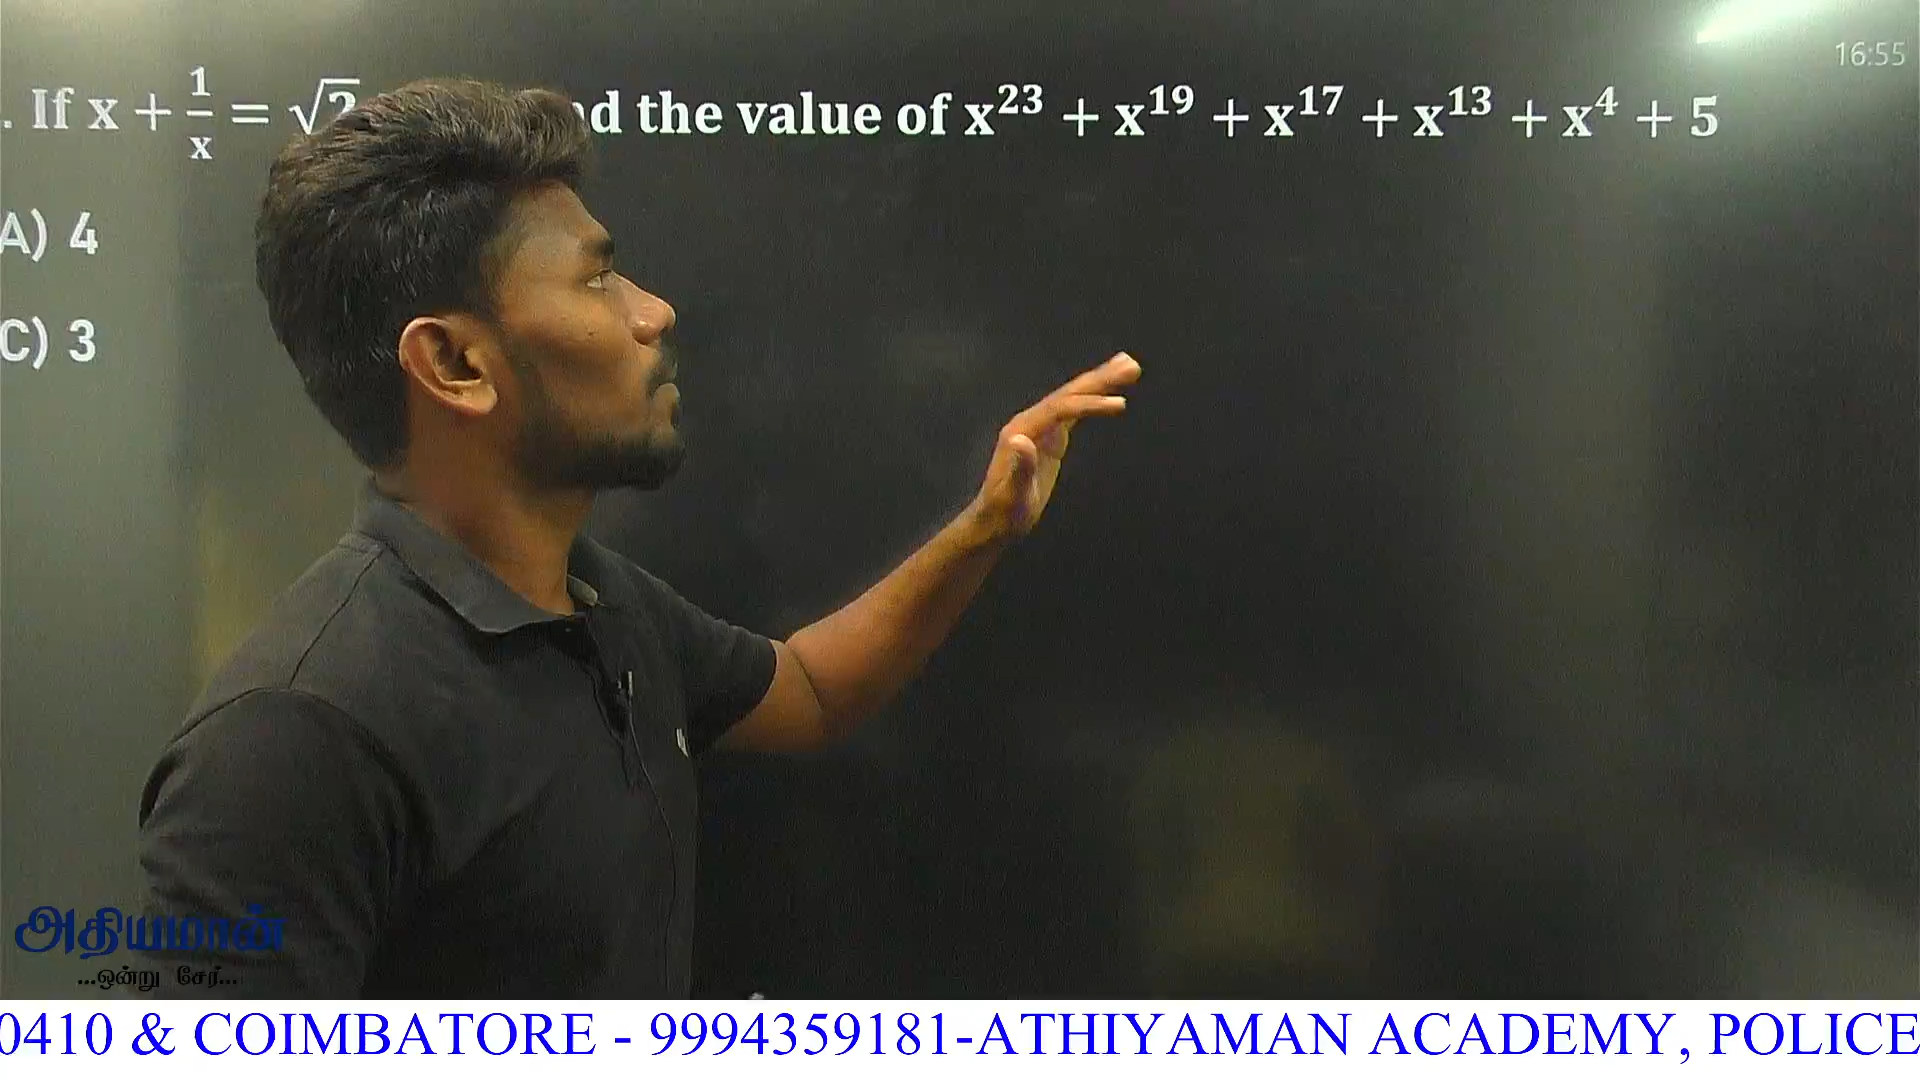 . If x + 1/x = √2 nd the value of x²³ + x¹⁹ + x¹⁷ + x¹³ + x⁴ + 5
16:55
A) 4
C) 3
அதியமான்
...ஒன்று சேர்...
0410 & COIMBATORE - 9994359181-ATHIYAMAN ACADEMY, POLICE